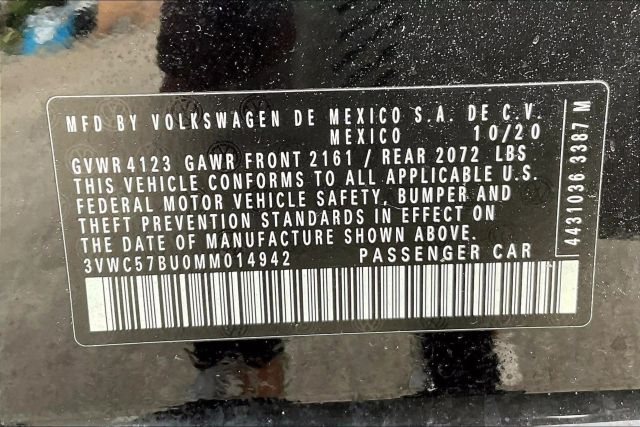 MFD BY VOLKSWAGEN DE MEXICO S.A. DE C.V.
MEXICO 10/20
GVWR 4123 GAWR FRONT 2161 / REAR 2072 LBS
THIS VEHICLE CONFORMS TO ALL APPLICABLE U.S.
FEDERAL MOTOR VEHICLE SAFETY, BUMPER AND
THEFT PREVENTION STANDARDS IN EFFECT ON
THE DATE OF MANUFACTURE SHOWN ABOVE.
3VWC57BU0MM014942 PASSENGER CAR
4431036 3387 M